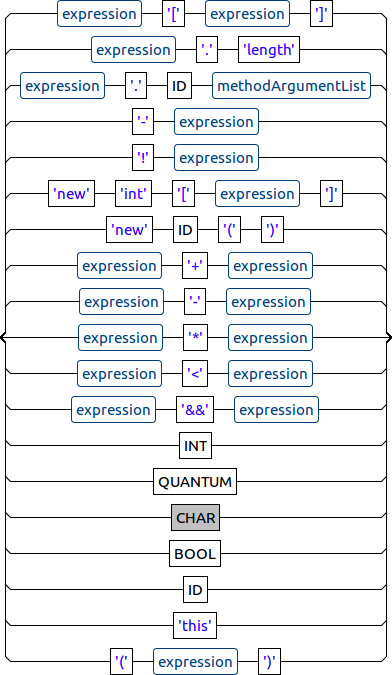 expression '[' expression ']'
expression '.' 'length'
expression '.' ID methodArgumentList
'-' expression
'!' expression
'new' 'int' '[' expression ']'
'new' ID '(' ')'
expression '+' expression
expression '-' expression
expression '*' expression
expression '<' expression
expression '&&' expression
INT
QUANTUM
CHAR
BOOL
ID
'this'
'(' expression ')'